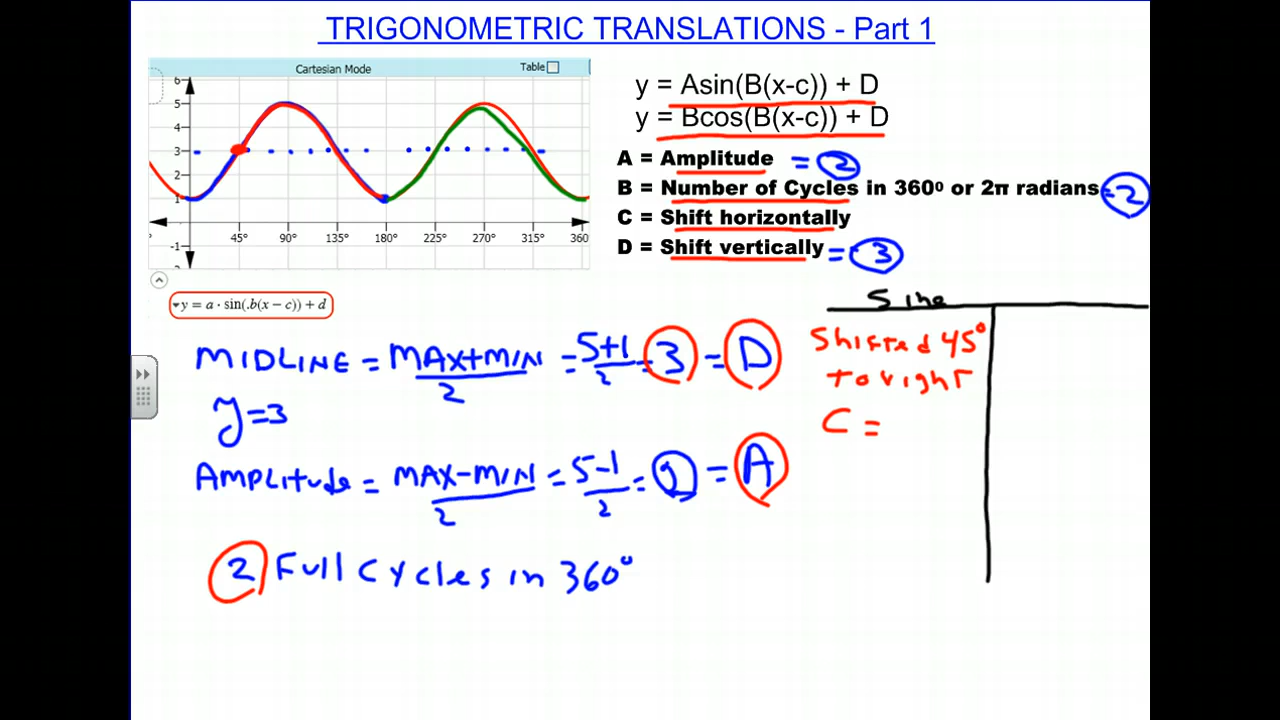 TRIGONOMETRIC TRANSLATIONS - Part 1
Cartesian Mode
Table
6
5
4
3
2
1
-1
45° 90° 135° 180° 225° 270° 315° 360
y = a · sin(.b(x − c)) + d
y = Asin(B(x-c)) + D
y = Bcos(B(x-c)) + D
A = Amplitude = 2
B = Number of Cycles in 360º or 2π radians = 2
C = Shift horizontally
D = Shift vertically = 3
MIDLINE = MAX+MIN/2 = 5+1/2 = 3 = D
y=3
AMPLITUDE = MAX-MIN/2 = 5-1/2 = 2 = A
2 Full Cycles in 360°
Sine
Shifted 45°
to right
C =